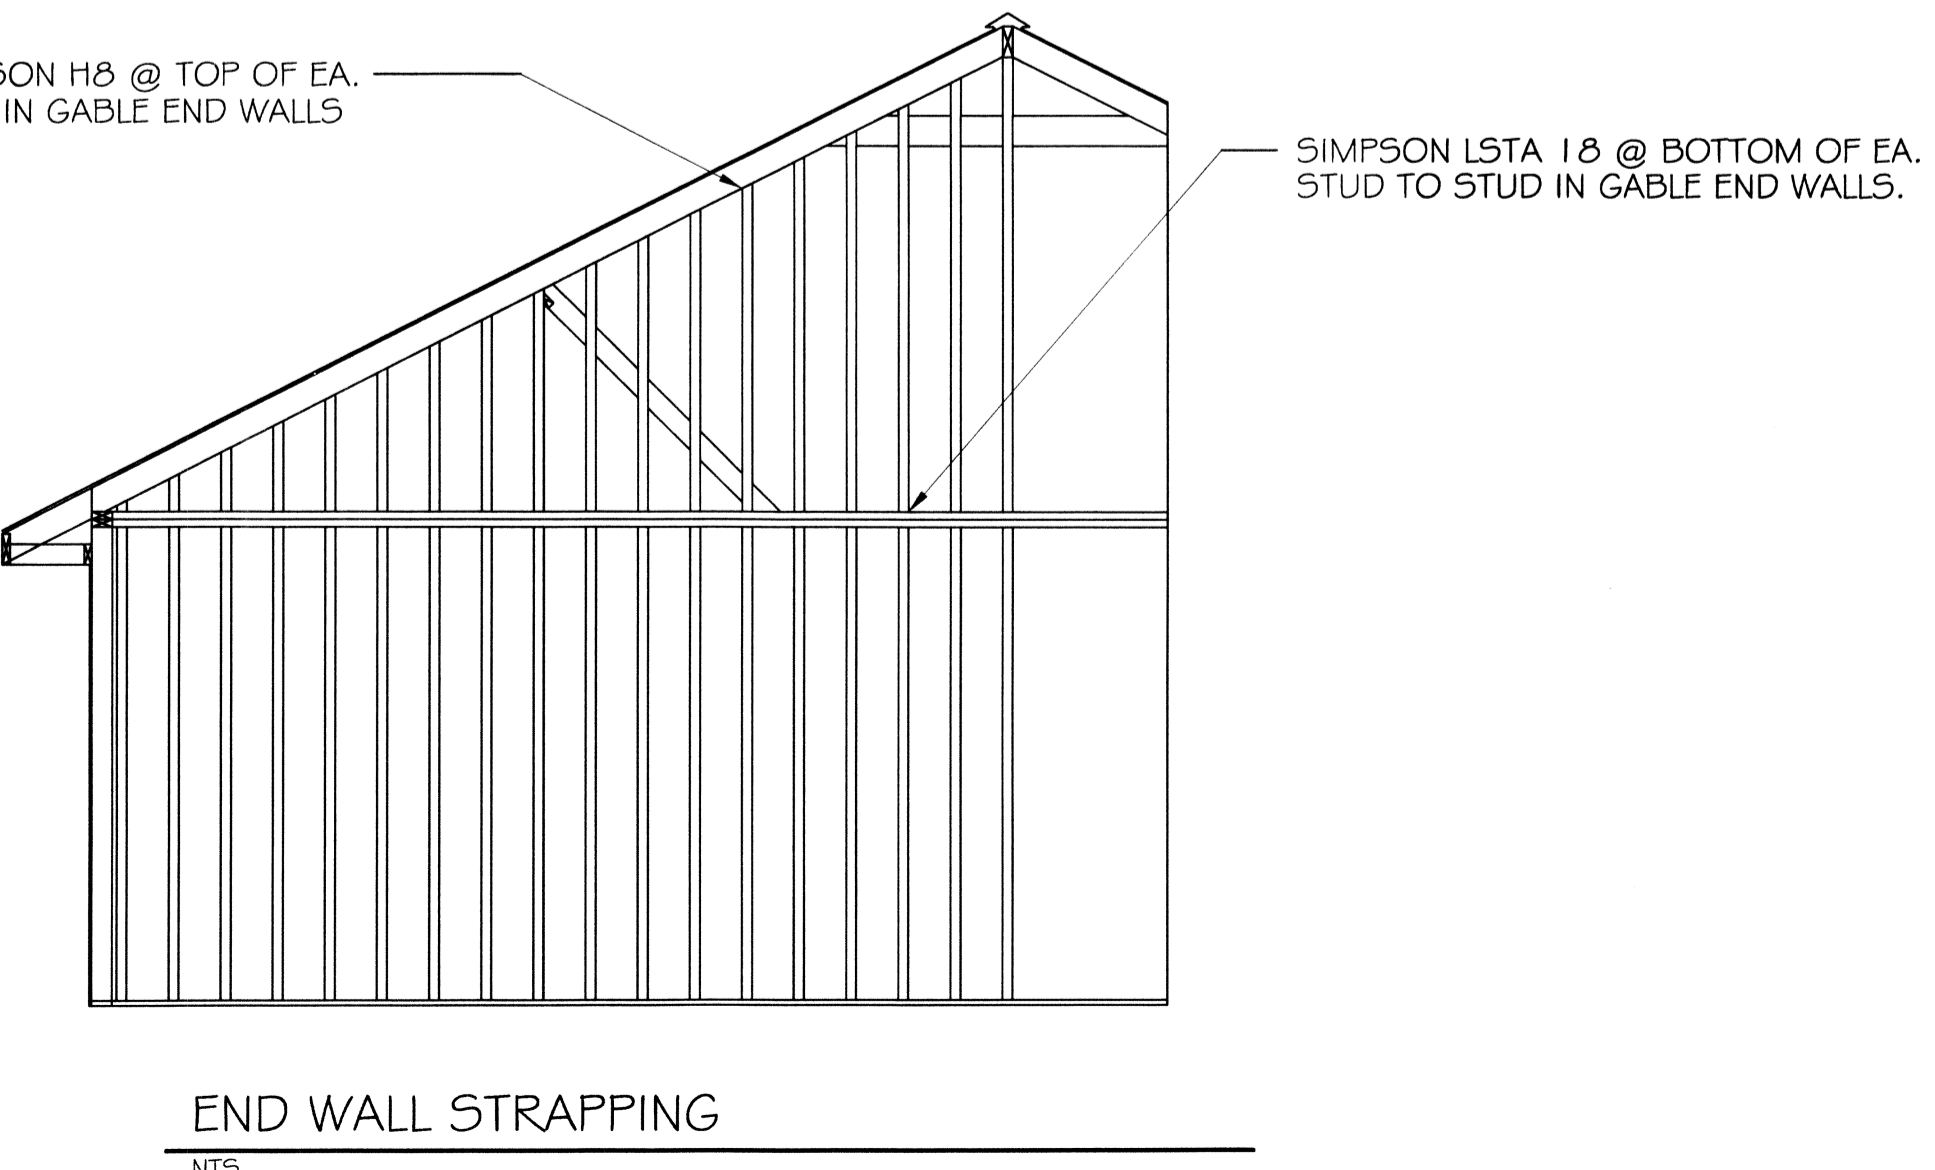 SON H8 @ TOP OF EA.
IN GABLE END WALLS
SIMPSON LSTA 18 @ BOTTOM OF EA.
STUD TO STUD IN GABLE END WALLS.
END WALL STRAPPING
NTS